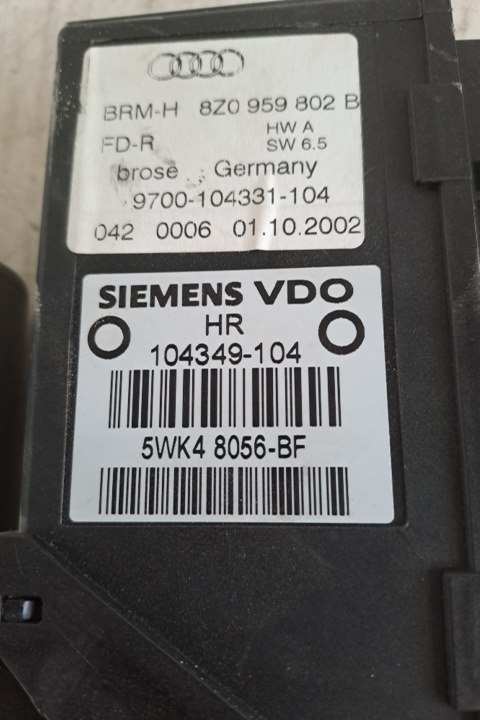 BRM-H 8Z0 959 802 B
FD-R HW A
SW 6.5
brose Germany
9700-104331-104
042 0006 01.10.2002
SIEMENS VDO
HR
104349-104
5WK4 8056-BF